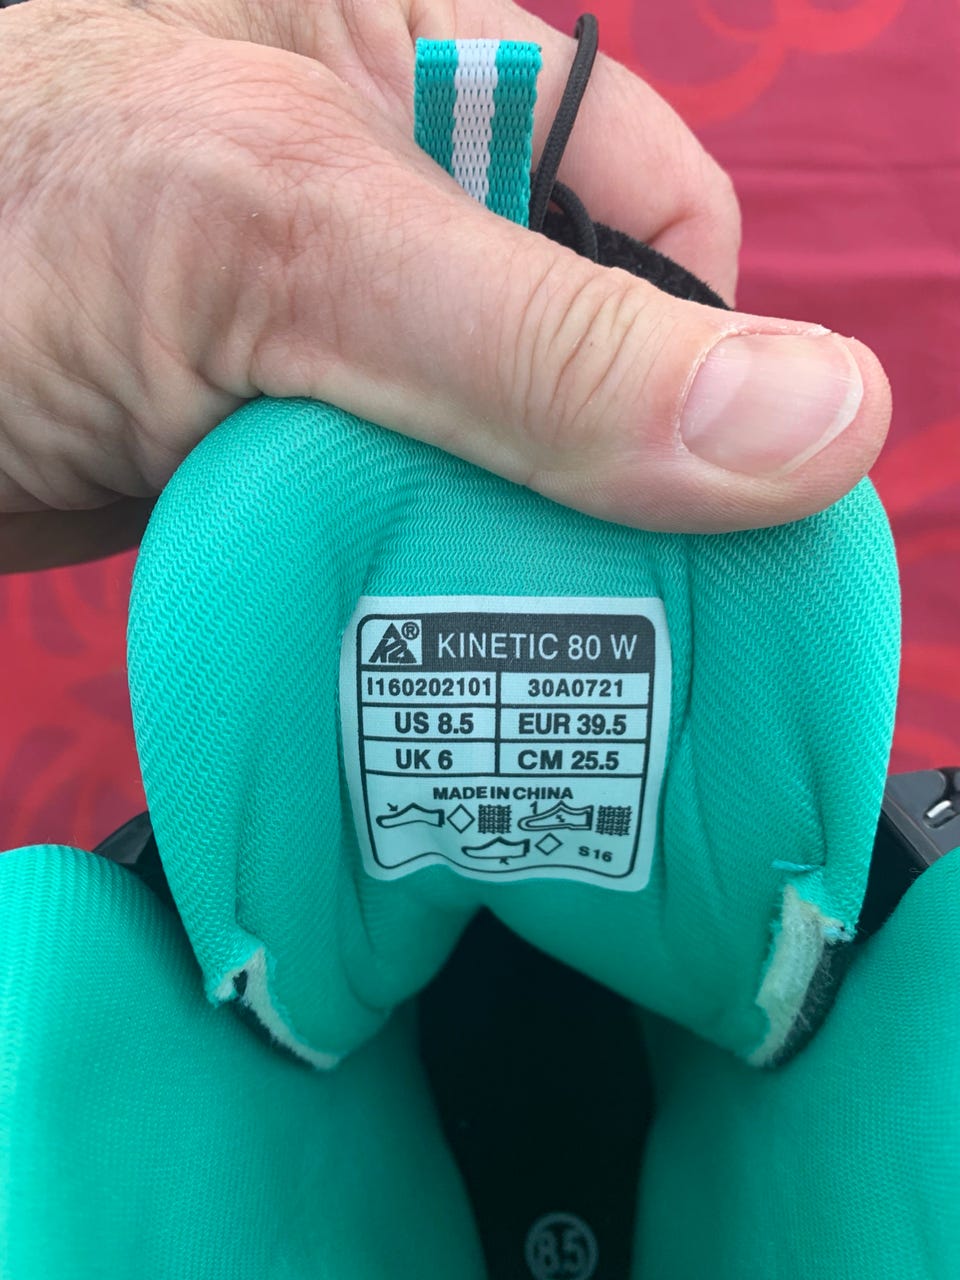 K2® KINETIC 80 W
I160202101 30A0721
US 8.5 EUR 39.5
UK 6 CM 25.5
MADE IN CHINA
1
S16
8.5